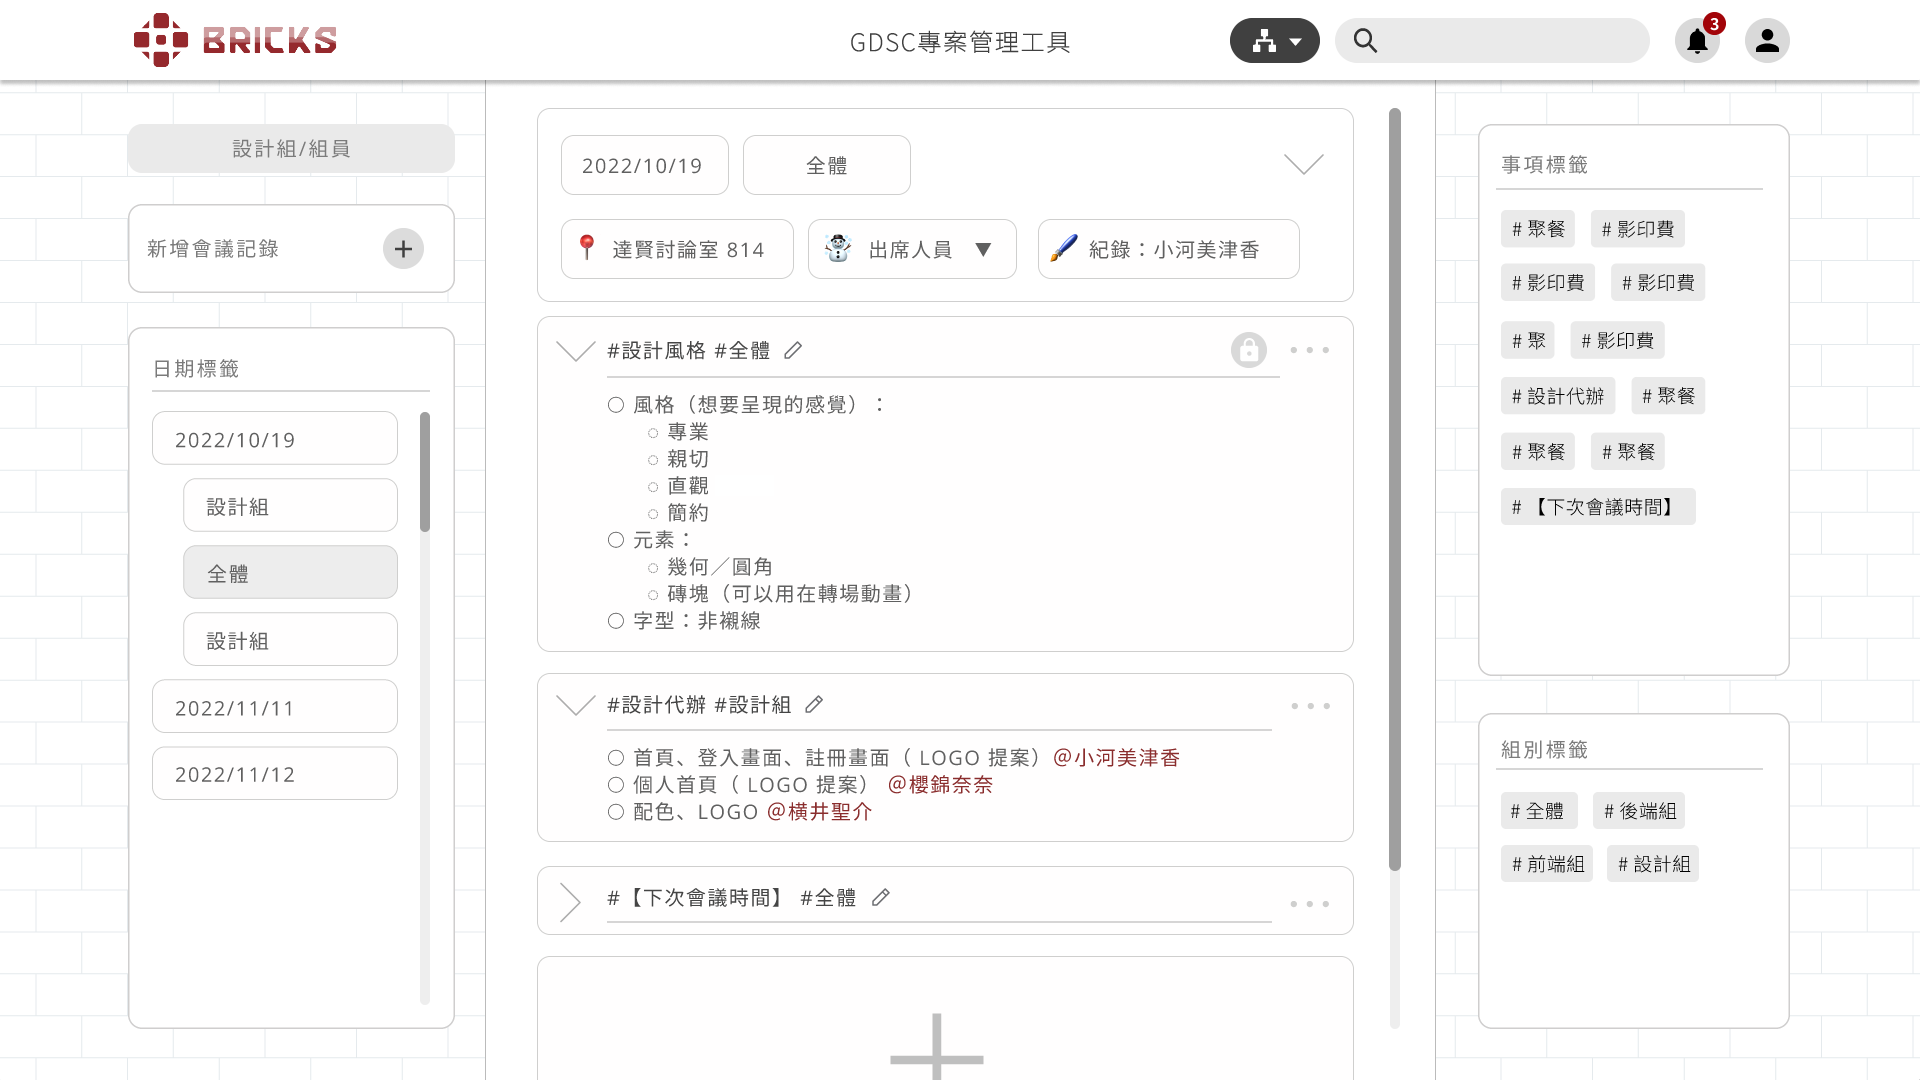 BRICKS
GDSC專案管理工具
3
設計組/組員
新增會議記錄
日期標籤
2022/10/19
設計組
全體
設計組
2022/11/11
2022/11/12
2022/10/19
全體
達賢討論室 814
出席人員 ▼
紀錄：小河美津香
#設計風格 #全體
○ 風格（想要呈現的感覺）：
○ 專業
○ 親切
○ 直觀
○ 簡約
○ 元素：
○ 幾何／圓角
○ 磚塊（可以用在轉場動畫）
○ 字型：非襯線
#設計代辦 #設計組
○ 首頁、登入畫面、註冊畫面（ LOGO 提案）@小河美津香
○ 個人首頁（ LOGO 提案） @櫻錦奈奈
○ 配色、LOGO @横井聖介
#【下次會議時間】 #全體
事項標籤
# 聚餐 # 影印費
# 影印費 # 影印費
# 聚 # 影印費
# 設計代辦 # 聚餐
# 聚餐 # 聚餐
# 【下次會議時間】
組別標籤
# 全體 # 後端組
# 前端組 # 設計組